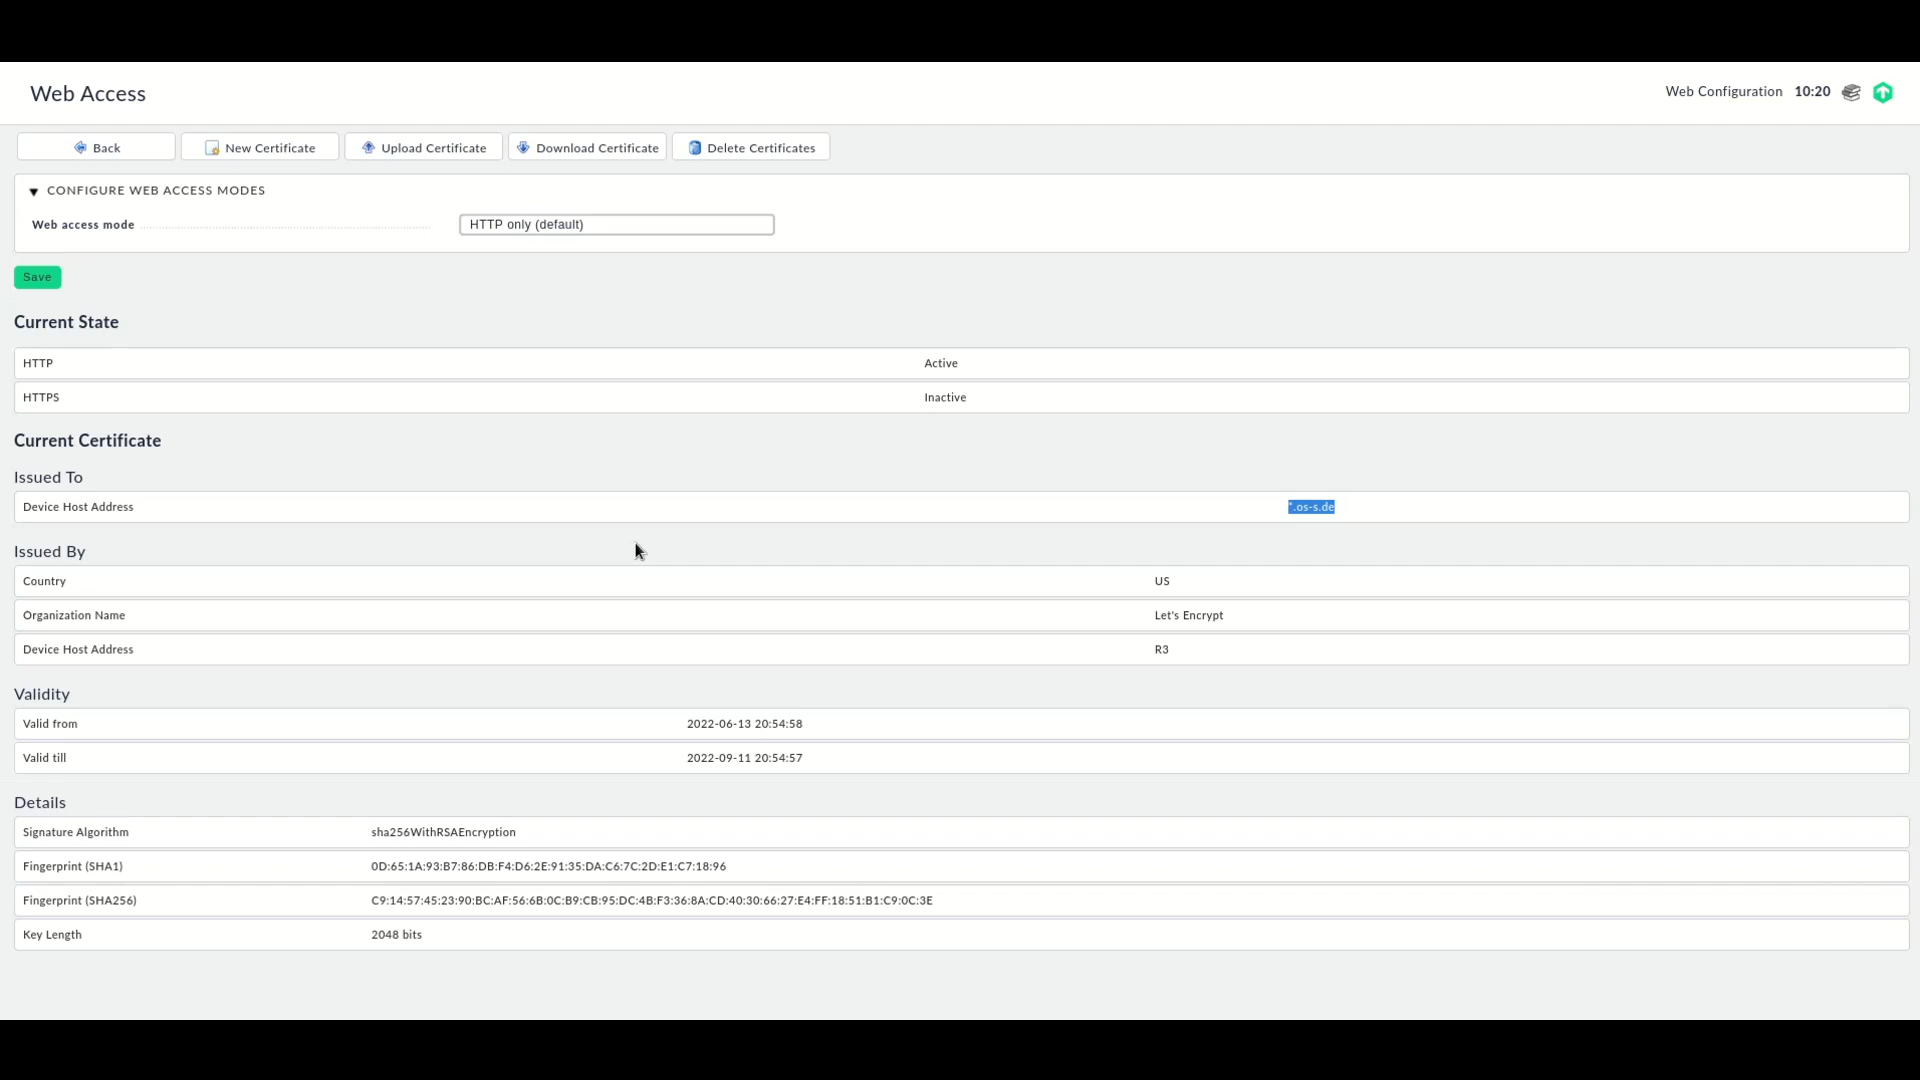 Web Access
Web Configuration 10:20
Back New Certificate Upload Certificate Download Certificate Delete Certificates
CONFIGURE WEB ACCESS MODES
Web access mode HTTP only (default)
Save
Current State
HTTP Active
HTTPS Inactive
Current Certificate
Issued To
Device Host Address *.os-s.de
Issued By
Country US
Organization Name Let's Encrypt
Device Host Address R3
Validity
Valid from 2022-06-13 20:54:58
Valid till 2022-09-11 20:54:57
Details
Signature Algorithm sha256WithRSAEncryption
Fingerprint (SHA1) 0D:65:1A:93:B7:86:DB:F4:D6:2E:91:35:DA:C6:7C:2D:E1:C7:18:96
Fingerprint (SHA256) C9:14:57:45:23:90:BC:AF:56:6B:0C:B9:CB:95:DC:4B:F3:36:8A:CD:40:30:66:27:E4:FF:18:51:B1:C9:0C:3E
Key Length 2048 bits